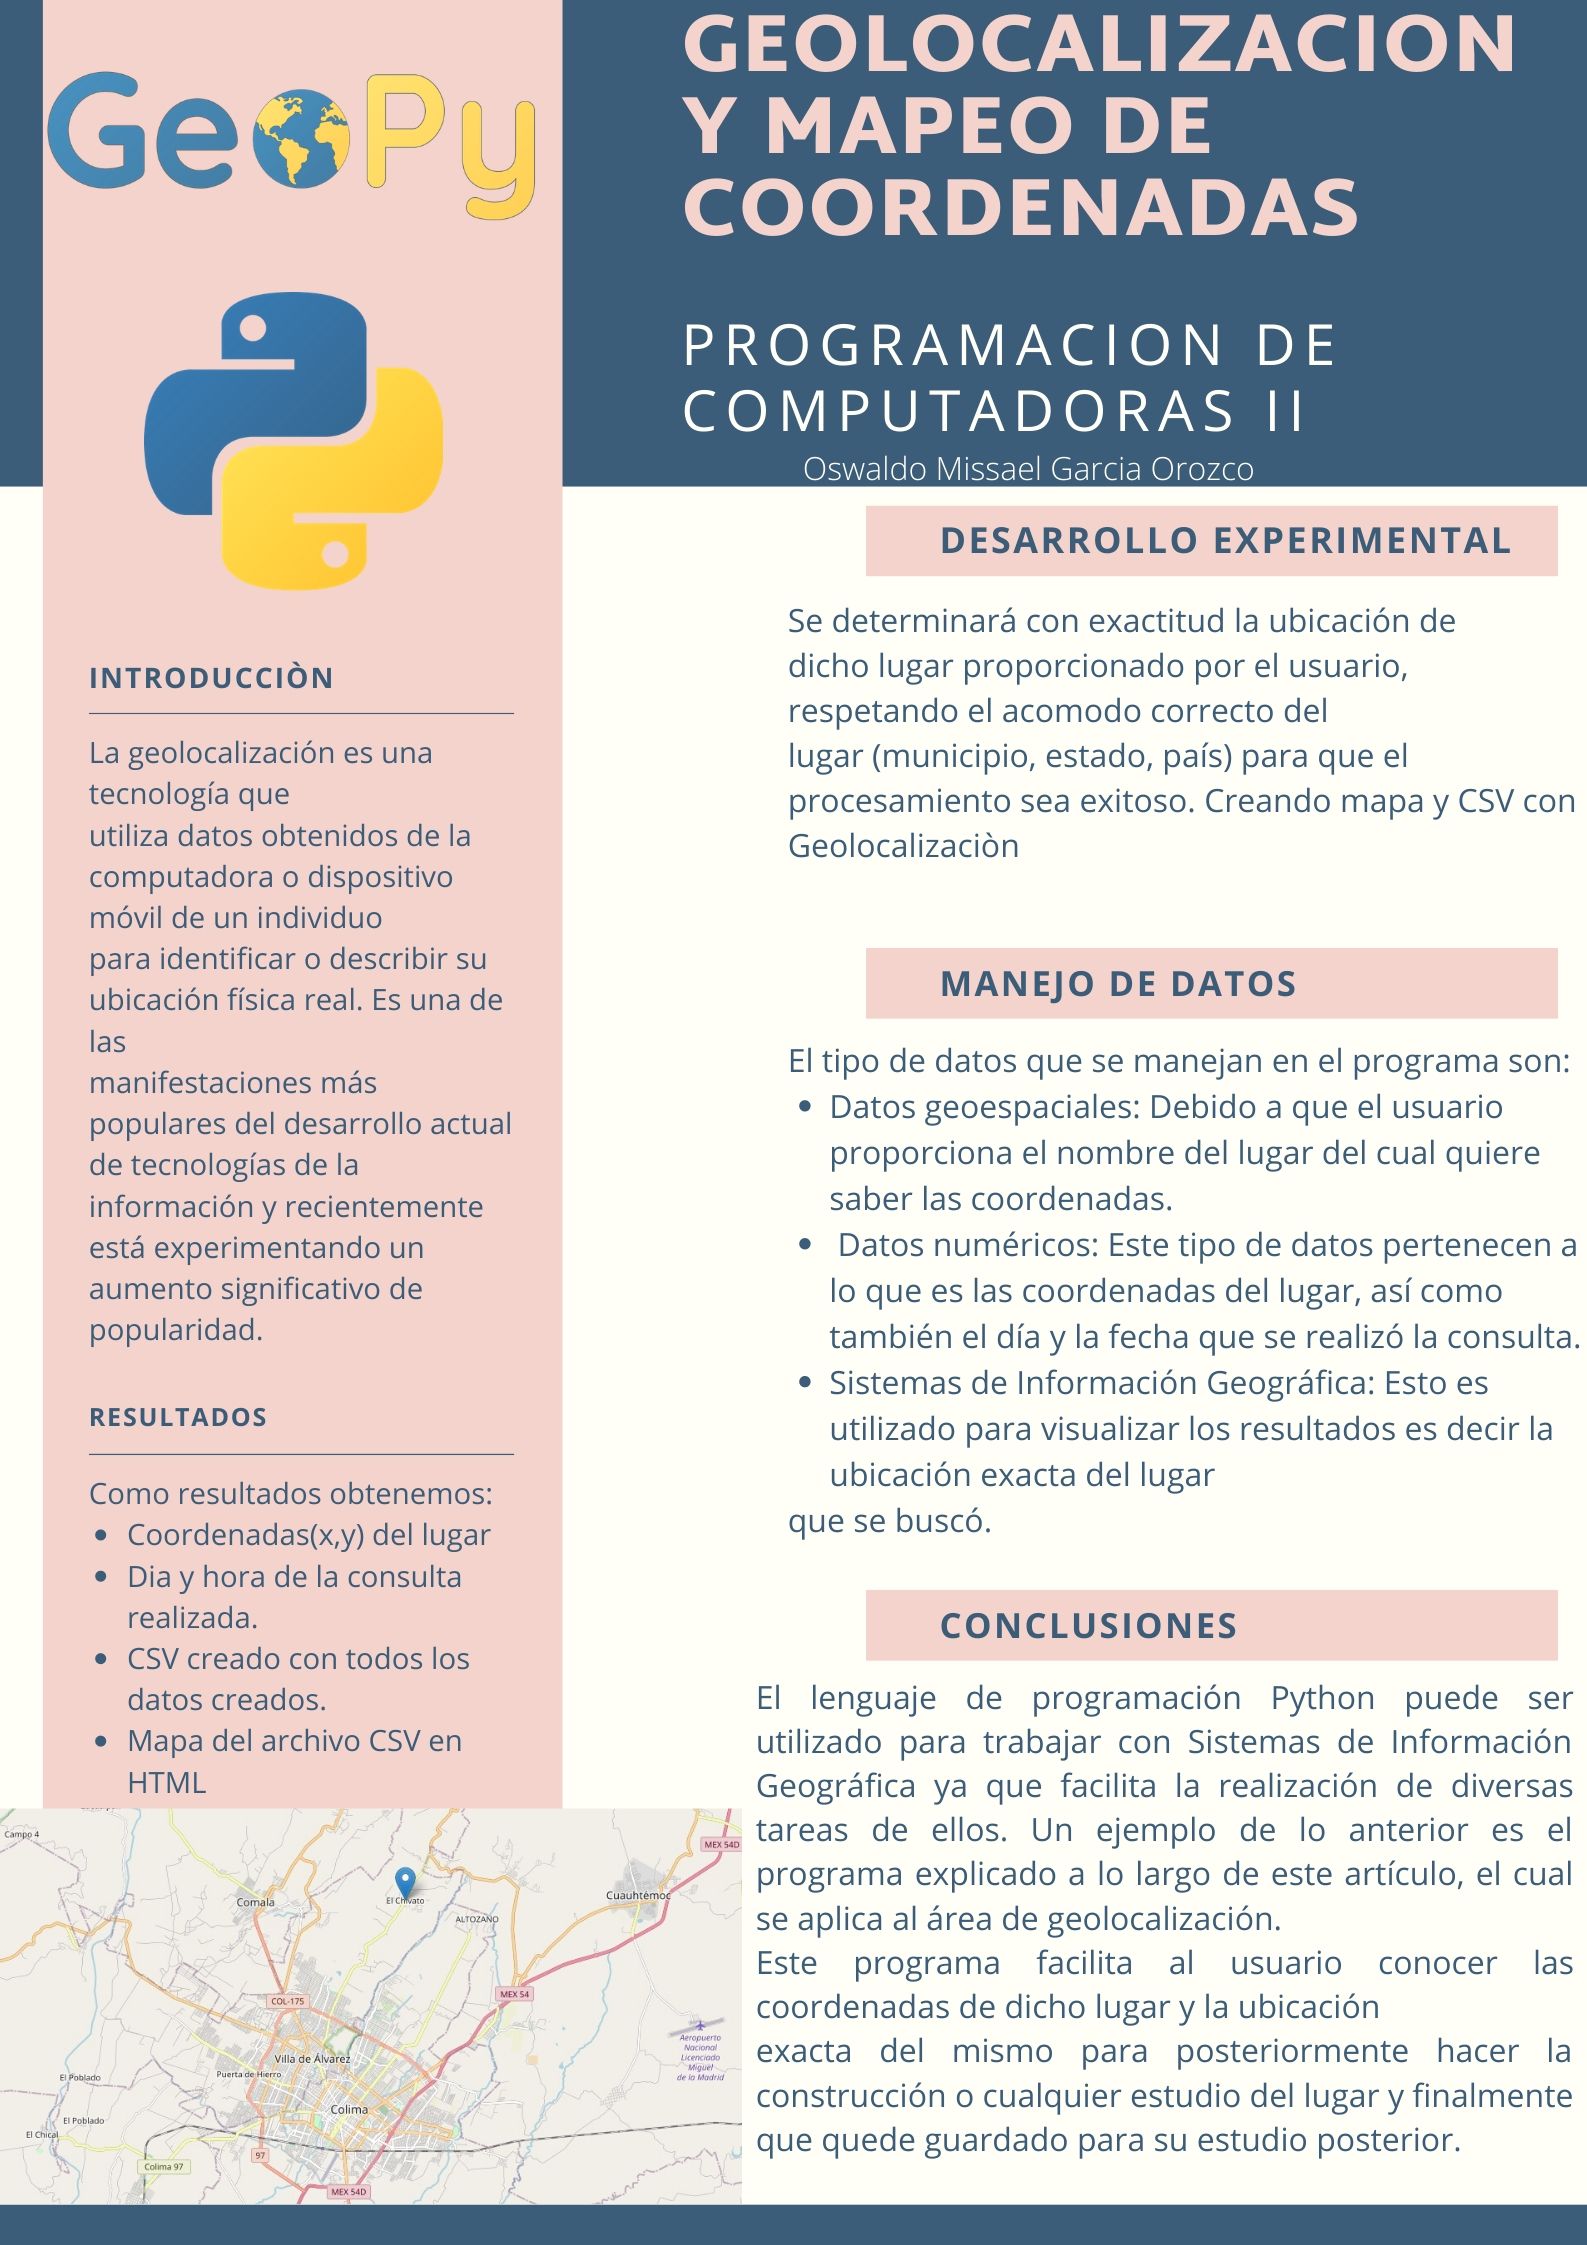 GeoPy
GEOLOCALIZACION
Y MAPEO DE
COORDENADAS
PROGRAMACION DE
COMPUTADORAS II
Oswaldo Missael Garcia Orozco
INTRODUCCIÒN
La geolocalización es una
tecnología que
utiliza datos obtenidos de la
computadora o dispositivo
móvil de un individuo
para identificar o describir su
ubicación física real. Es una de
las
manifestaciones más
populares del desarrollo actual
de tecnologías de la
información y recientemente
está experimentando un
aumento significativo de
popularidad.
RESULTADOS
Como resultados obtenemos:
• Coordenadas(x,y) del lugar
• Dia y hora de la consulta
realizada.
• CSV creado con todos los
datos creados.
• Mapa del archivo CSV en
HTML
DESARROLLO EXPERIMENTAL
Se determinará con exactitud la ubicación de
dicho lugar proporcionado por el usuario,
respetando el acomodo correcto del
lugar (municipio, estado, país) para que el
procesamiento sea exitoso. Creando mapa y CSV con
Geolocalizaciòn
MANEJO DE DATOS
El tipo de datos que se manejan en el programa son:
• Datos geoespaciales: Debido a que el usuario
proporciona el nombre del lugar del cual quiere
saber las coordenadas.
• Datos numéricos: Este tipo de datos pertenecen a
lo que es las coordenadas del lugar, así como
también el día y la fecha que se realizó la consulta.
• Sistemas de Información Geográfica: Esto es
utilizado para visualizar los resultados es decir la
ubicación exacta del lugar
que se buscó.
CONCLUSIONES
El lenguaje de programación Python puede ser
utilizado para trabajar con Sistemas de Información
Geográfica ya que facilita la realización de diversas
tareas de ellos. Un ejemplo de lo anterior es el
programa explicado a lo largo de este artículo, el cual
se aplica al área de geolocalización.
Este programa facilita al usuario conocer las
coordenadas de dicho lugar y la ubicación
exacta del mismo para posteriormente hacer la
construcción o cualquier estudio del lugar y finalmente
que quede guardado para su estudio posterior.
Campo 4
MEX 54D
Comala
El Chivato
Cuauhtémoc
ALTOZANO
MEX 54
COL-175
Aeropuerto
Nacional
Licenciado
Miguel
de la Madrid
Villa de Álvarez
Puerta de Hierro
El Poblado
Colima
El Poblado
El Chical
97
Colima 97
MEX 54D